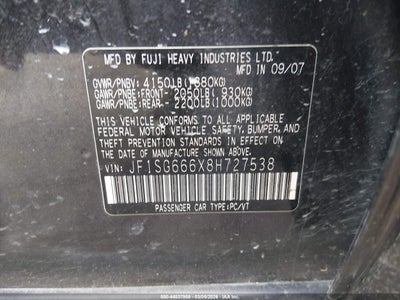 MFD BY FUJI HEAVY INDUSTRIES LTD.
MFD IN 09/07
GVWR/PNBV: 4150LB(1880KG)
GAWR/PNBE:FRONT- 2050LB( 930KG)
GAWR/PNBE:REAR- 2200LB(1000KG)
THIS VEHICLE CONFORMS TO ALL APPLICABLE
FEDERAL MOTOR VEHICLE SAFETY, BUMPER, AND
THEFT PREVENTION STANDARDS IN EFFECT ON
THE DATE OF MANUFACTURE SHOWN ABOVE.
VIN: JF1SG666X8H727538
PASSENGER CAR TYPE:PC/VT